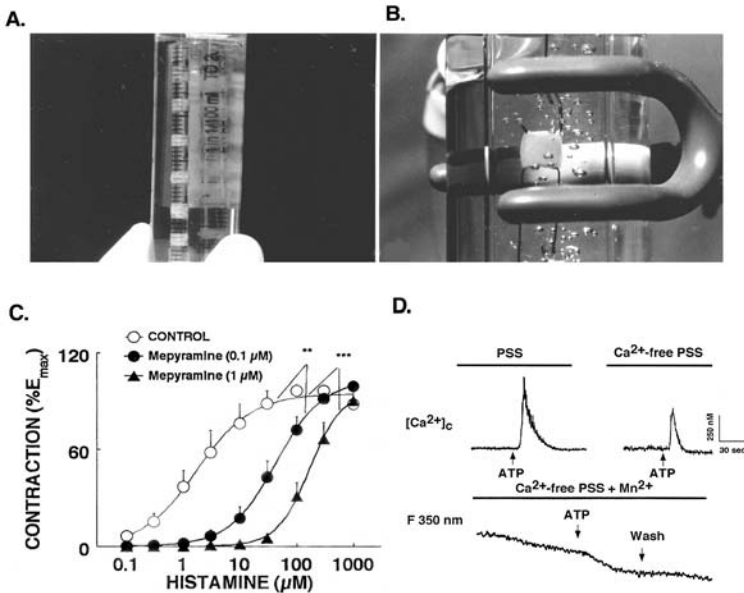 A.
B.
C.
CONTROL
Mepyramine (0.1 µM)
Mepyramine (1 µM)
** ***
120
60
0
CONTRACTION (%Emax)
0.1 1 10 100 1000
HISTAMINE (µM)
D.
PSS
Ca2+-free PSS
[Ca2+]c
250 nM
30 sec
ATP
ATP
Ca2+-free PSS + Mn2+
F 350 nm
ATP
Wash